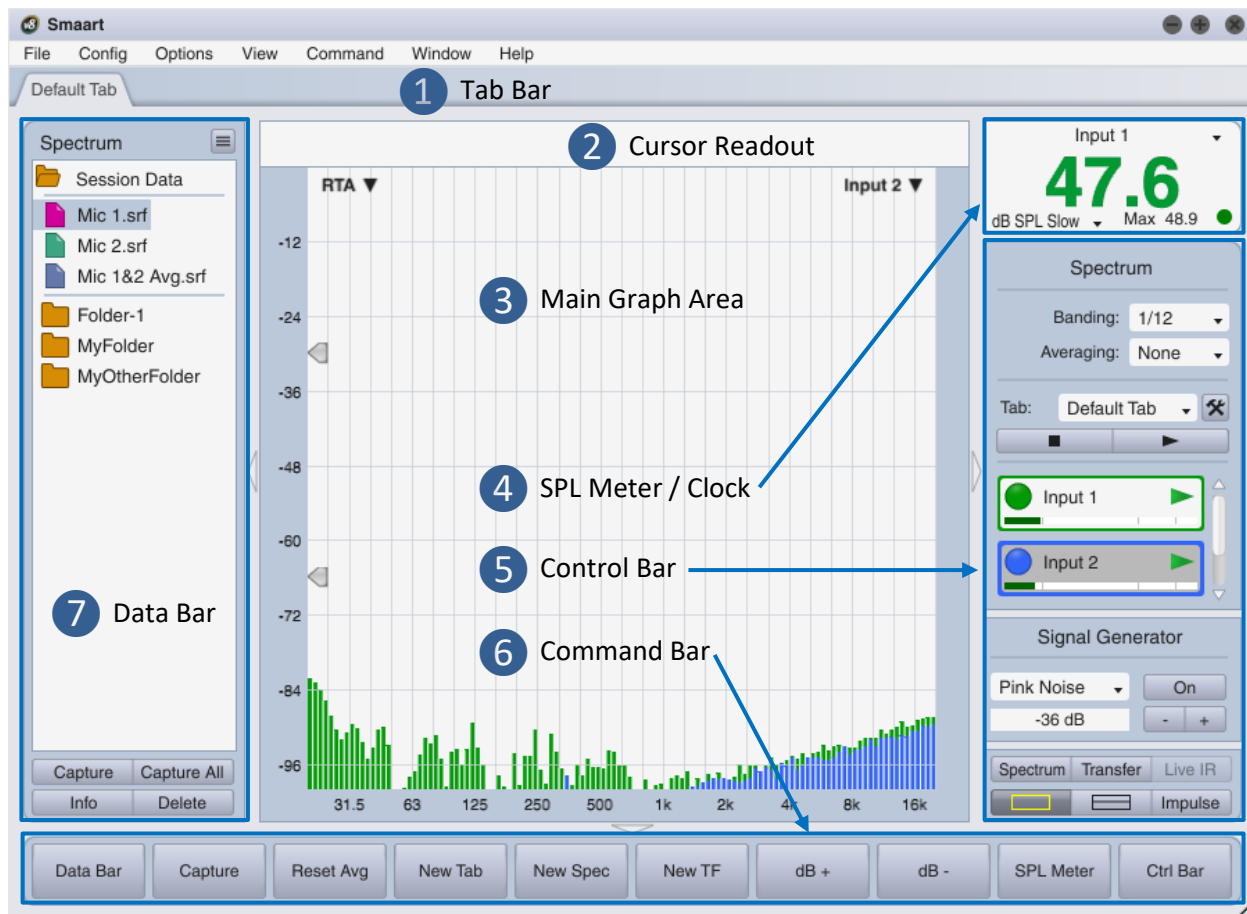 v8 Smaart
File Config Options View Command Window Help
Default Tab
1 Tab Bar
Spectrum
Session Data
Mic 1.srf
Mic 2.srf
Mic 1&2 Avg.srf
Folder-1
MyFolder
MyOtherFolder
7 Data Bar
Capture Capture All
Info Delete
2 Cursor Readout
RTA ▼ Input 2 ▼
-12
3 Main Graph Area
-24
-36
-48
4 SPL Meter / Clock
-60
5 Control Bar
-72
6 Command Bar
-84
-96
31.5 63 125 250 500 1k 2k 4k 8k 16k
Input 1
47.6
dB SPL Slow Max 48.9
Spectrum
Banding: 1/12
Averaging: None
Tab: Default Tab
Input 1
Input 2
Signal Generator
Pink Noise On
-36 dB - +
Spectrum Transfer Live IR
Impulse
Data Bar Capture Reset Avg New Tab New Spec New TF dB + dB - SPL Meter Ctrl Bar